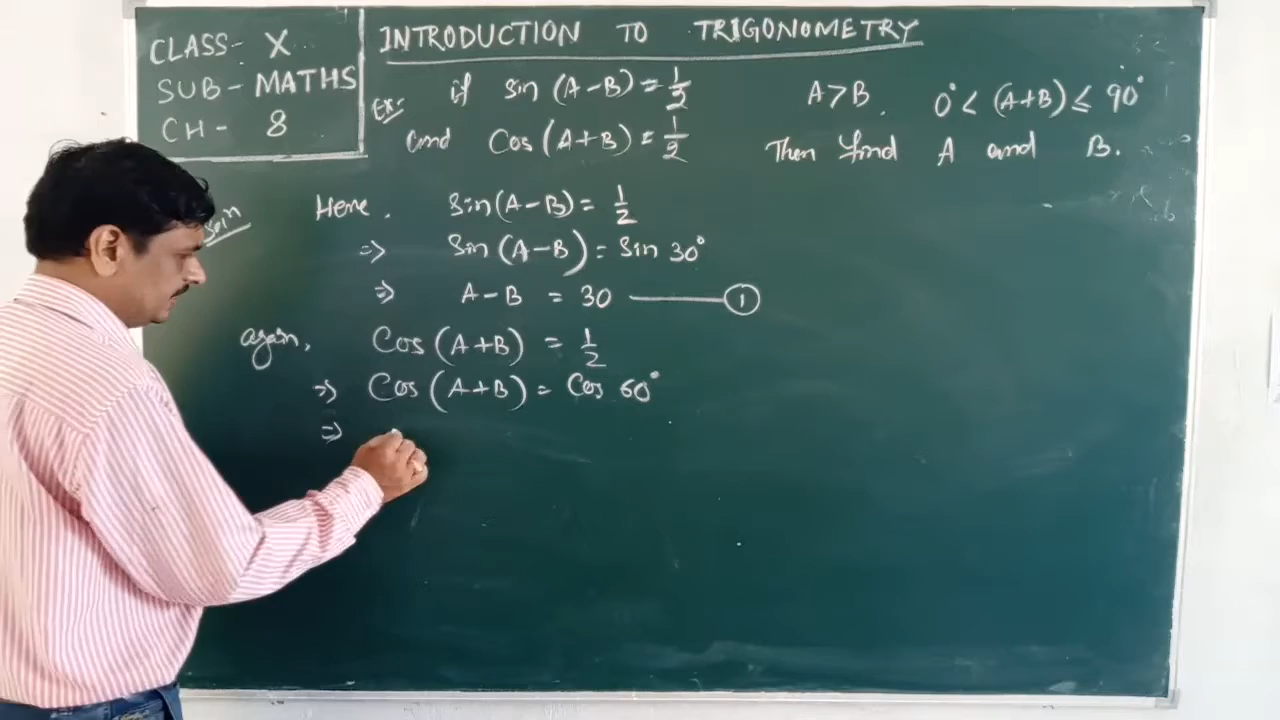 CLASS- X
SUB- MATHS
CH- 8
INTRODUCTION TO TRIGONOMETRY
Ex: if sin (A-B) = 1/2 A>B. 0° < (A+B) ≤ 90°
and Cos (A+B) = 1/2 Then find A and B.
Soln
Here, Sin(A-B) = 1/2
=> Sin (A-B) = Sin 30°
=> A-B = 30 ——— ①
again, Cos (A+B) = 1/2
=> Cos (A+B) = Cos 60°
=>